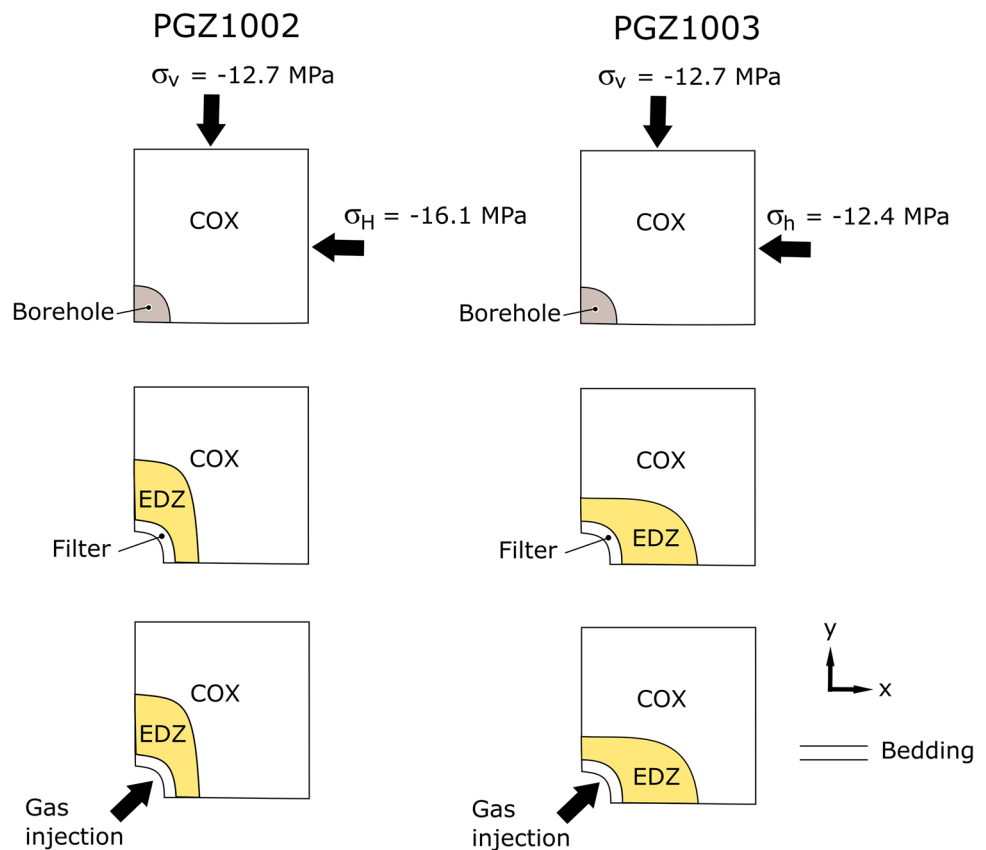 PGZ1002
σv = -12.7 MPa
COX
σH = -16.1 MPa
Borehole
COX
EDZ
Filter
COX
EDZ
Gas
injection
PGZ1003
σv = -12.7 MPa
COX
σh = -12.4 MPa
Borehole
COX
EDZ
Filter
COX
EDZ
Gas
injection
y
x
Bedding